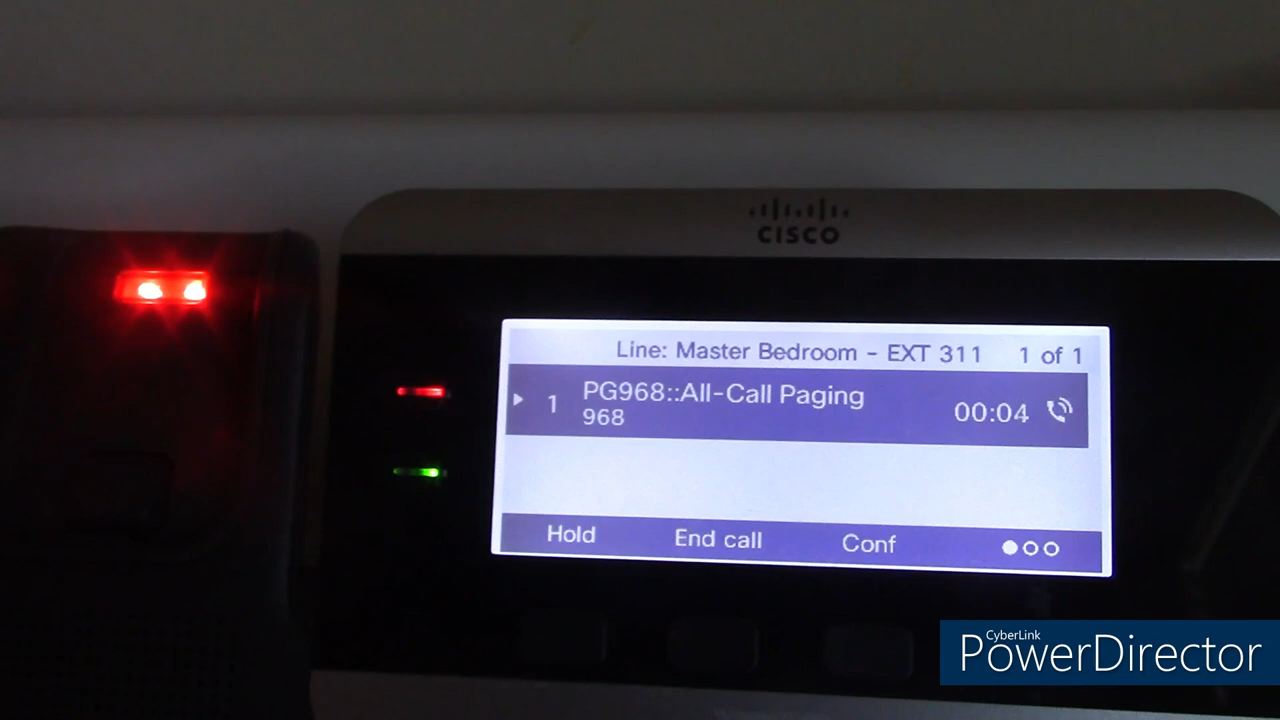 CISCO
Line: Master Bedroom - EXT 311 1 of 1
1 PG968::All-Call Paging
968
00:04
Hold End call Conf
CyberLink
PowerDirector